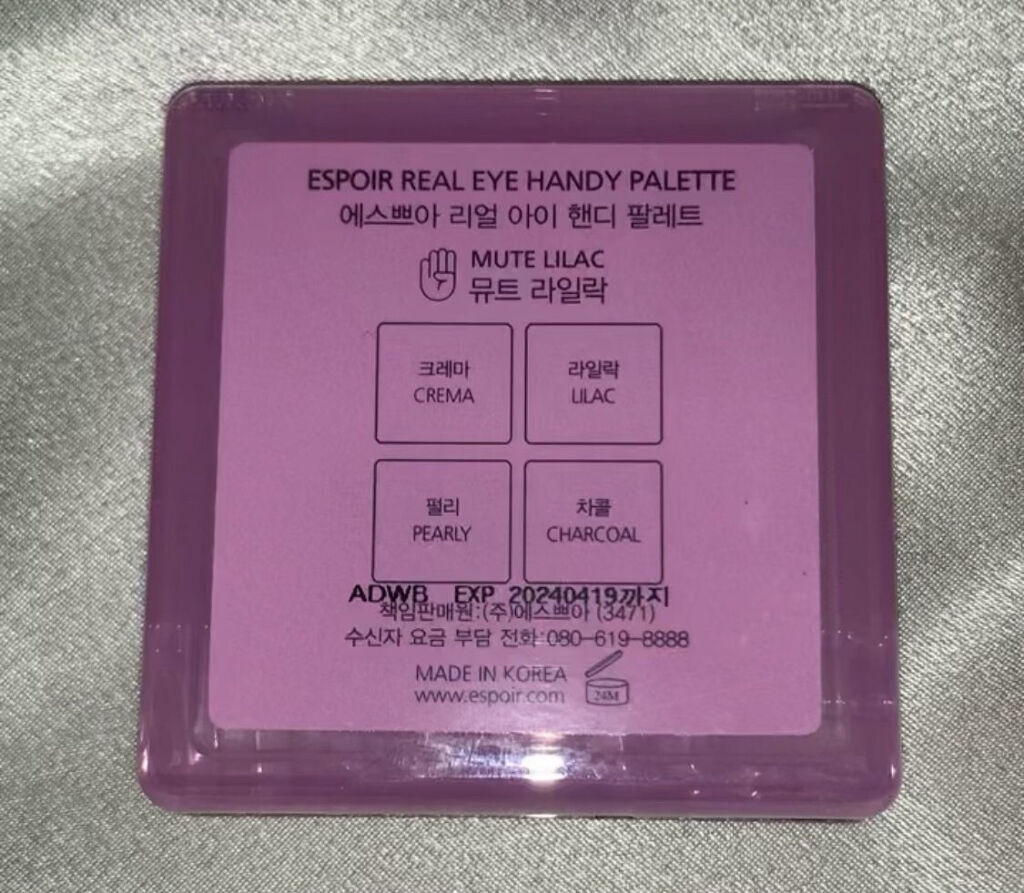 ESPOIR REAL EYE HANDY PALETTE
에스쁘아 리얼 아이 핸디 팔레트
MUTE LILAC
뮤트 라일락
크레마
CREMA
라일락
LILAC
펄리
PEARLY
차콜
CHARCOAL
ADWB EXP 20240419까지
책임판매원:(주)에스쁘아 (3471)
수신자 요금 부담 전화:080-619-8888
MADE IN KOREA
www.espoir.com
24M